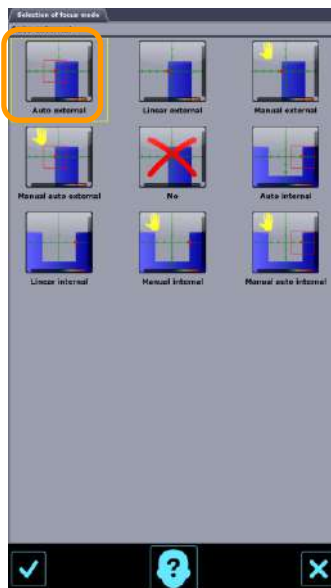 Selection of focus mode
Auto external
Linear external
Manual external
Manual auto external
No
Auto internal
Linear internal
Manual internal
Manual auto internal
?